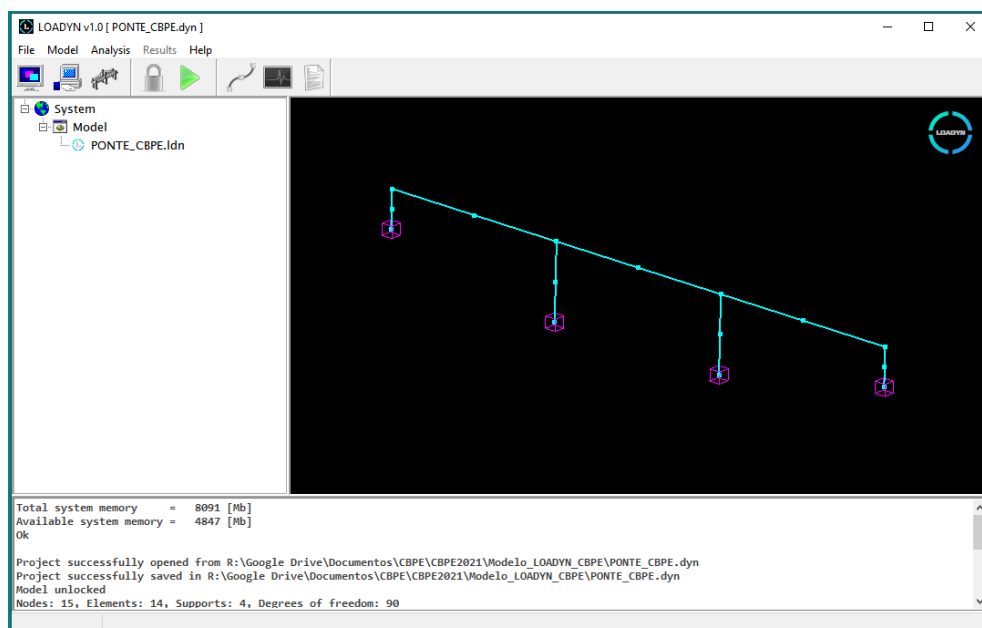 LOADYN v1.0 [ PONTE_CBPE.dyn ]
File Model Analysis Results Help
System
Model
PONTE_CBPE.ldn
LOADYN
Total system memory = 8091 [Mb]
Available system memory = 4847 [Mb]
Ok
Project successfully opened from R:\Google Drive\Documentos\CBPE\CBPE2021\Modelo_LOADYN_CBPE\PONTE_CBPE.dyn
Project successfully saved in R:\Google Drive\Documentos\CBPE\CBPE2021\Modelo_LOADYN_CBPE\PONTE_CBPE.dyn
Model unlocked
Nodes: 15, Elements: 14, Supports: 4, Degrees of freedom: 90